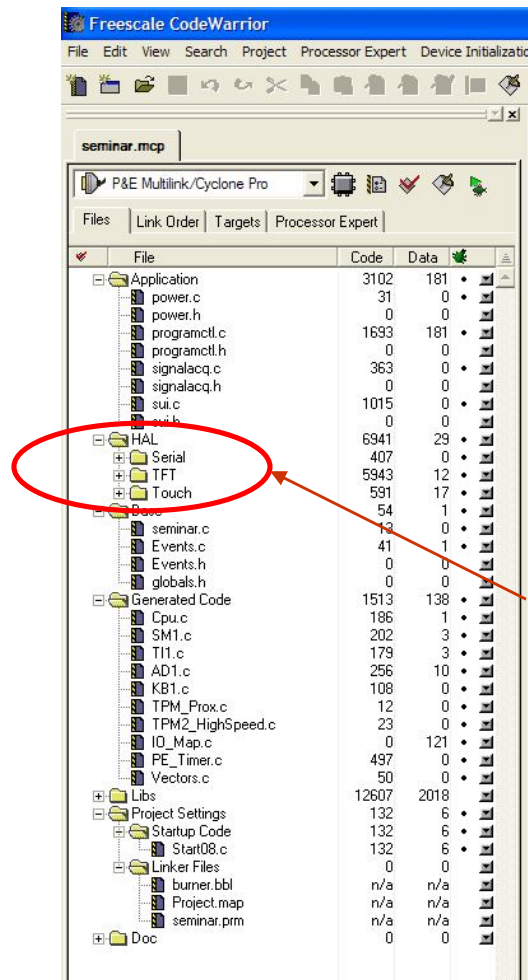 Freescale CodeWarrior
File Edit View Search Project Processor Expert Device Initializatio
seminar.mcp
P&E Multilink/Cyclone Pro
Files Link Order Targets Processor Expert
File Code Data
Application 3102 181
power.c 31 0
power.h 0 0
programctl.c 1693 181
programctl.h 0 0
signalacq.c 363 0
signalacq.h 0 0
sui.c 1015 0
sui.h 0 0
HAL 6941 29
Serial 407 0
TFT 5943 12
Touch 591 17
Base 54 1
seminar.c 13 0
Events.c 41 1
Events.h 0 0
globals.h 0 0
Generated Code 1513 138
Cpu.c 186 1
SM1.c 202 3
TI1.c 179 3
AD1.c 256 10
KB1.c 108 0
TPM_Prox.c 12 0
TPM2_HighSpeed.c 23 0
IO_Map.c 0 121
PE_Timer.c 497 0
Vectors.c 50 0
Libs 12607 2018
Project Settings 132 6
Startup Code 132 6
Start08.c 132 6
Linker Files 0 0
burner.bbl n/a n/a
Project.map n/a n/a
seminar.prm n/a n/a
Doc 0 0